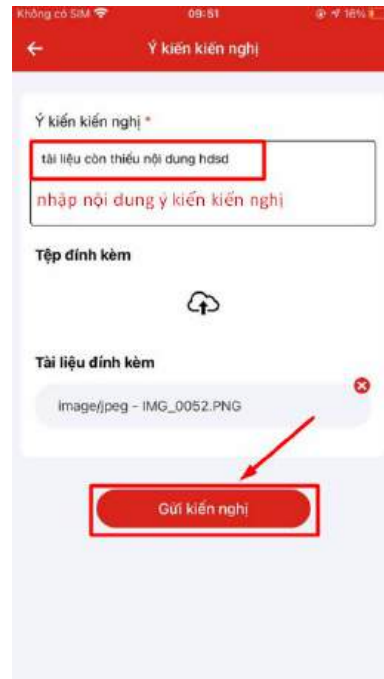 Không có SIM 09:51 16%
Ý kiến kiến nghị
Ý kiến kiến nghị *
tài liệu còn thiếu nội dung hdsd
nhập nội dung ý kiến kiến nghị
Tệp đính kèm
Tài liệu đính kèm
image/jpeg - IMG_0052.PNG
Gửi kiến nghị